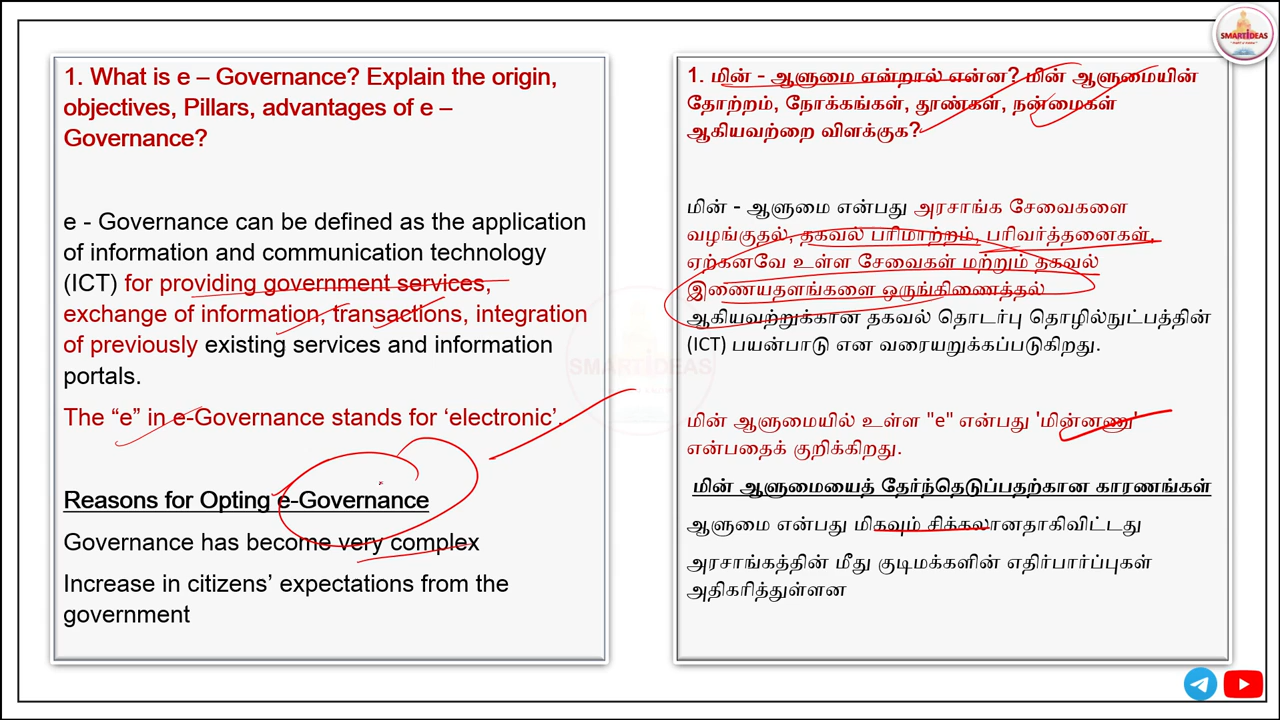 SMARTIDEAS
1. What is e – Governance? Explain the origin,
objectives, Pillars, advantages of e –
Governance?
e - Governance can be defined as the application
of information and communication technology
(ICT) for providing government services,
exchange of information, transactions, integration
of previously existing services and information
portals.
The “e” in e-Governance stands for ‘electronic’.
Reasons for Opting e-Governance
Governance has become very complex
Increase in citizens’ expectations from the
government
1. மின் - ஆளுமை என்றால் என்ன? மின் ஆளுமையின்
தோற்றம், நோக்கங்கள், தூண்கள், நன்மைகள்
ஆகியவற்றை விளக்குக?
மின் - ஆளுமை என்பது அரசாங்க சேவைகளை
வழங்குதல், தகவல் பரிமாற்றம், பரிவர்த்தனைகள்,
ஏற்கனவே உள்ள சேவைகள் மற்றும் தகவல்
இணையதளங்களை ஒருங்கிணைத்தல்
ஆகியவற்றுக்கான தகவல் தொடர்பு தொழில்நுட்பத்தின்
(ICT) பயன்பாடு என வரையறுக்கப்படுகிறது.
மின் ஆளுமையில் உள்ள "e" என்பது 'மின்னணு'
என்பதைக் குறிக்கிறது.
மின் ஆளுமையைத் தேர்ந்தெடுப்பதற்கான காரணங்கள்
ஆளுமை என்பது மிகவும் சிக்கலானதாகிவிட்டது
அரசாங்கத்தின் மீது குடிமக்களின் எதிர்பார்ப்புகள்
அதிகரித்துள்ளன
SMARTIDEAS